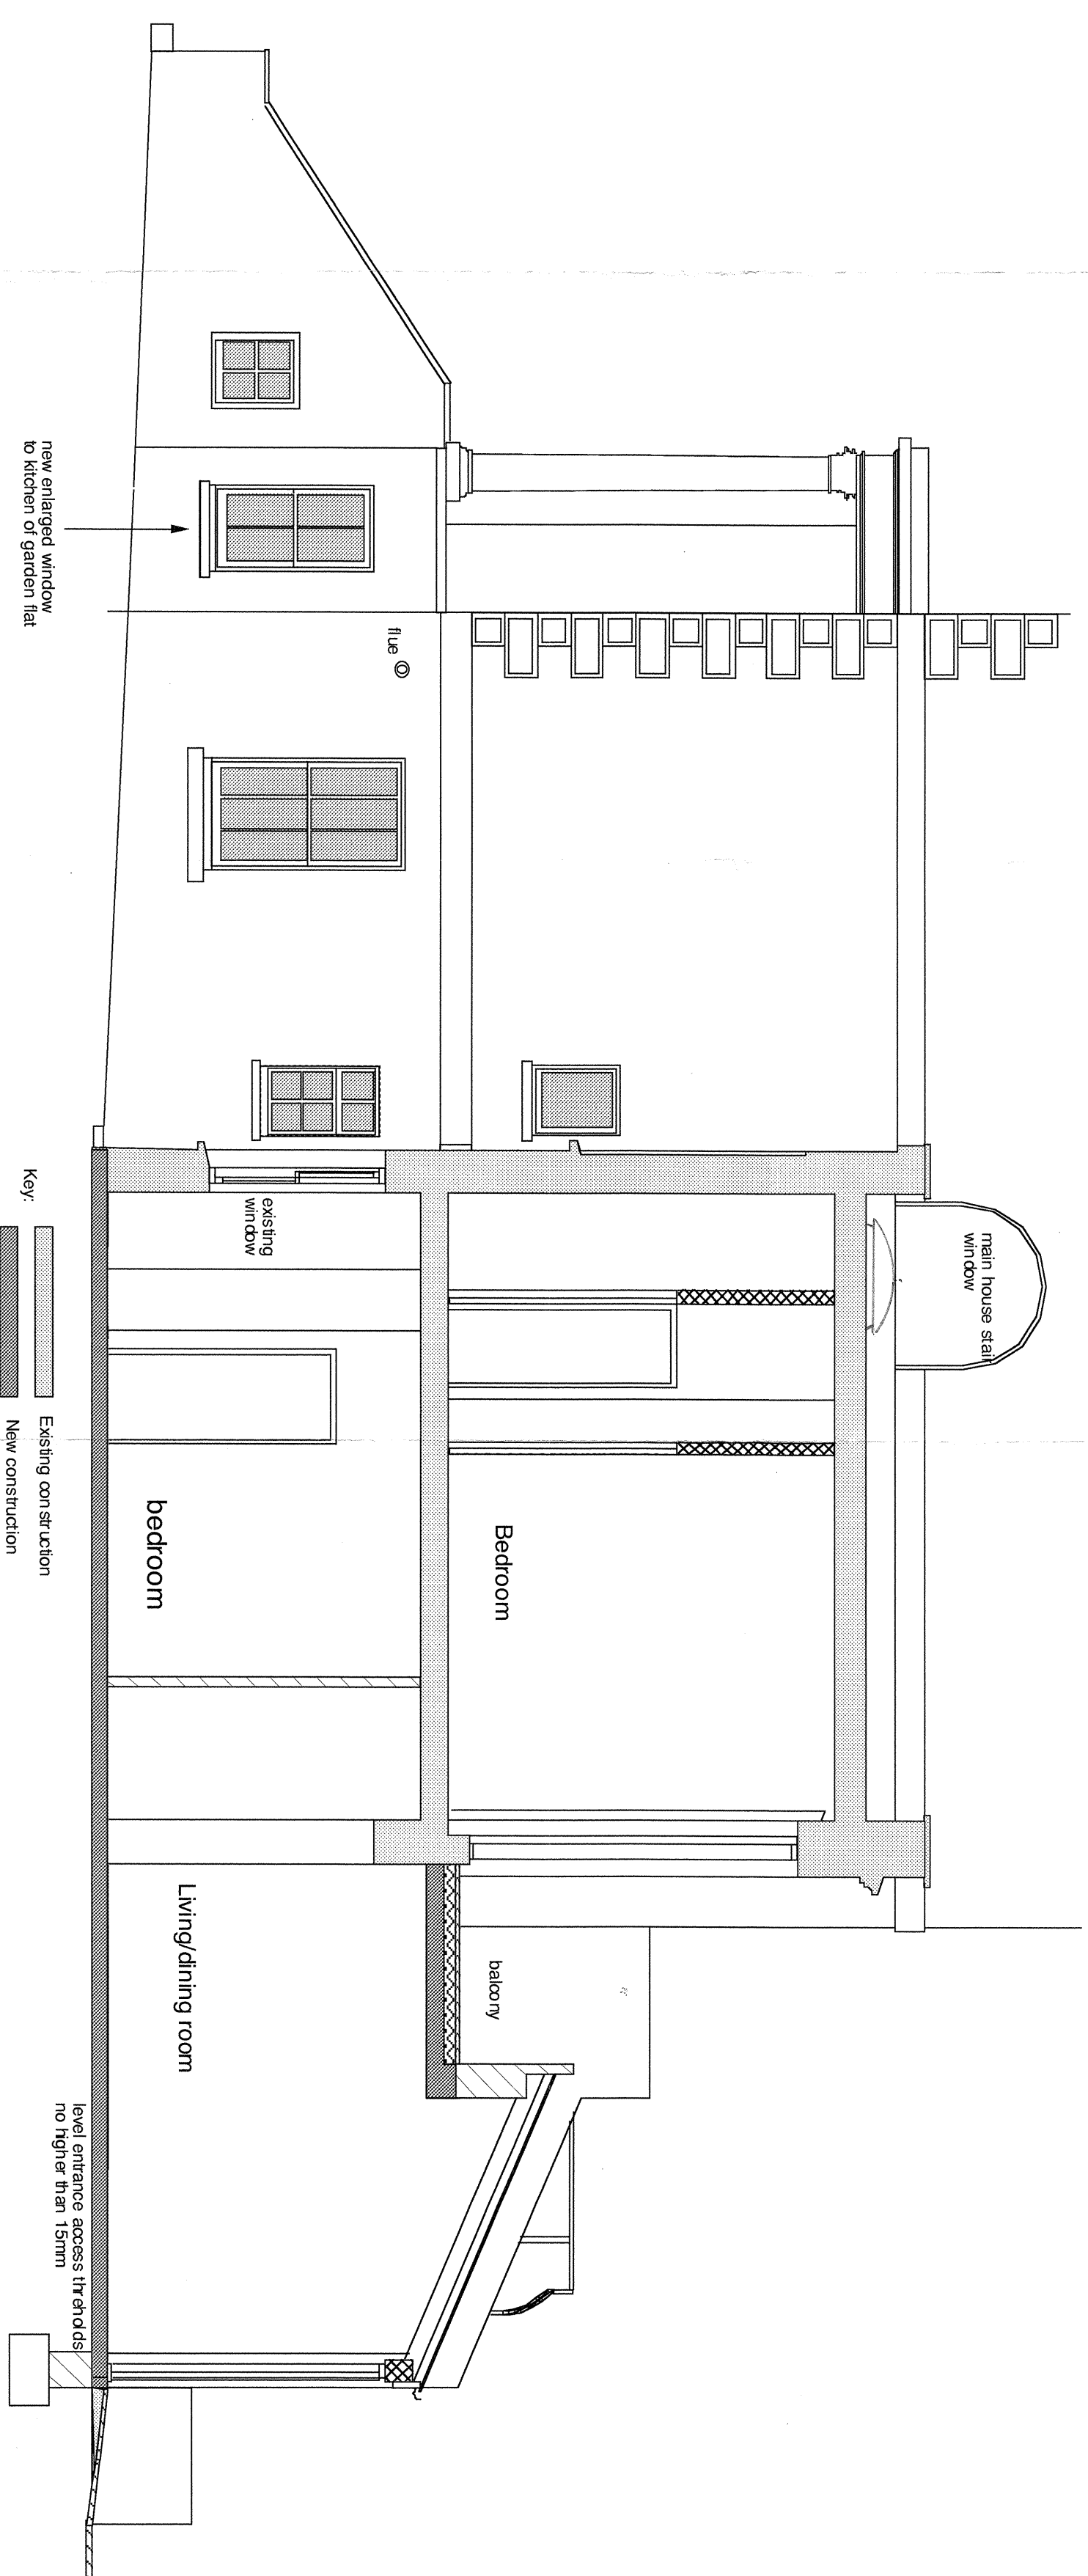 main house stair
window
flue
balcony
Bedroom
existing
window
bedroom
Living/dining room
new enlarged window
to kitchen of garden flat
level entrance access threholds
no higher than 15mm
Key:
Existing construction
New construction